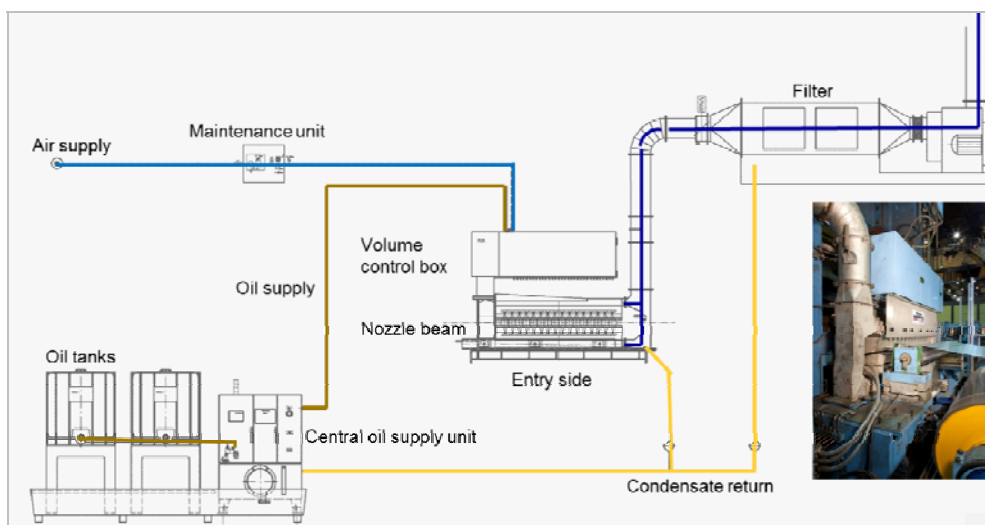 Filter
Maintenance unit
Air supply
Volume
control box
Oil supply
Nozzle beam
Oil tanks
Entry side
Central oil supply unit
Condensate return